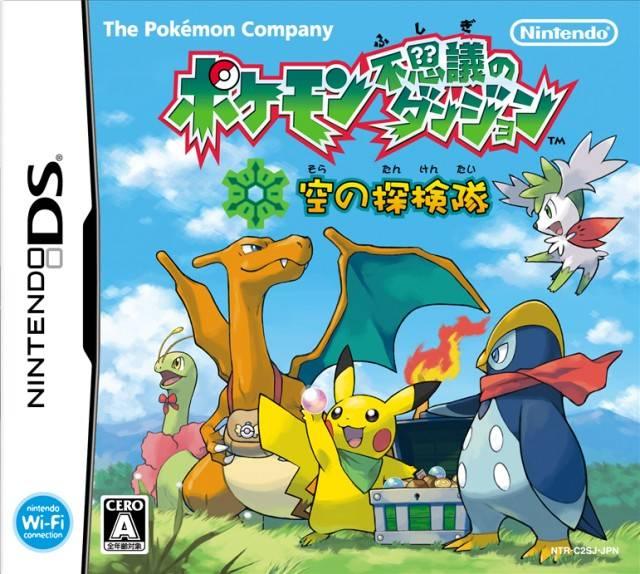 The Pokémon Company
Nintendo
ふしぎ
ポケモン不思議の
ダンジョン™
そら たんけんたい
空の探検隊
NINTENDO DS®
nintendo
Wi-Fi
connection
CERO
A
全年齢対象
NTR-C2SJ-JPN